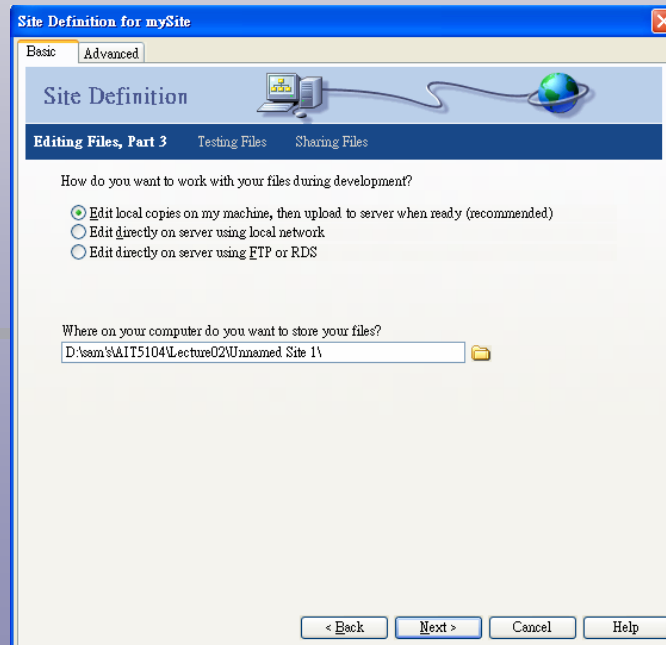 Site Definition for mySite
Basic Advanced
Site Definition
Editing Files, Part 3 Testing Files Sharing Files
How do you want to work with your files during development?
Edit local copies on my machine, then upload to server when ready (recommended)
Edit directly on server using local network
Edit directly on server using FTP or RDS
Where on your computer do you want to store your files?
D:\sam's\AIT5104\Lecture02\Unnamed Site 1\
< Back Next > Cancel Help